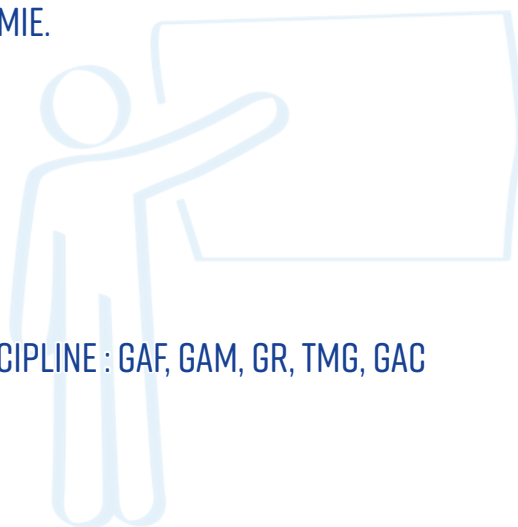 MIE.
CIPLINE : GAF, GAM, GR, TMG, GAC